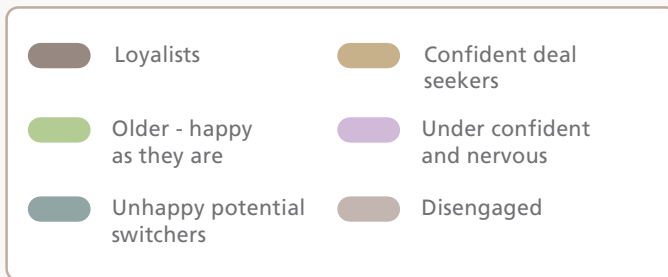 Loyalists
Confident deal
seekers
Older - happy
as they are
Under confident
and nervous
Unhappy potential
switchers
Disengaged